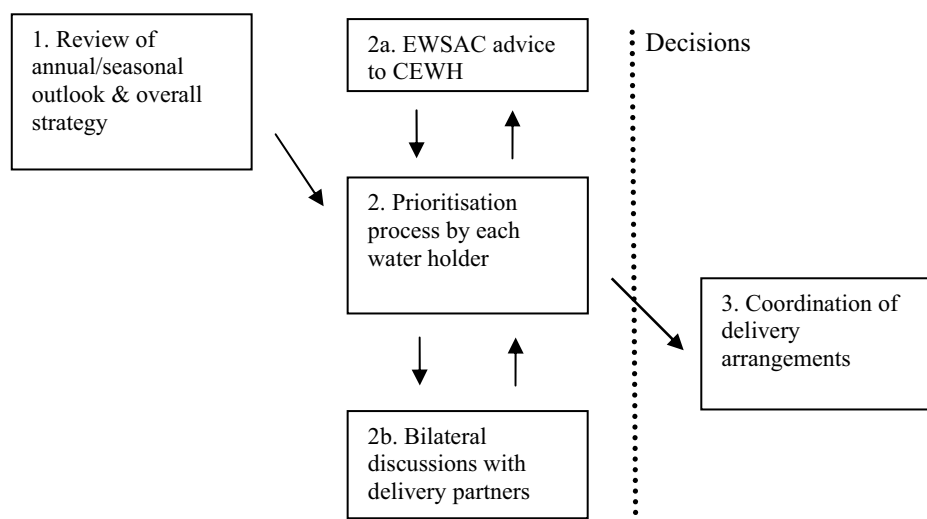 1. Review of
annual/seasonal
outlook & overall
strategy
2a. EWSAC advice
to CEWH
Decisions
2. Prioritisation
process by each
water holder
3. Coordination of
delivery
arrangements
2b. Bilateral
discussions with
delivery partners